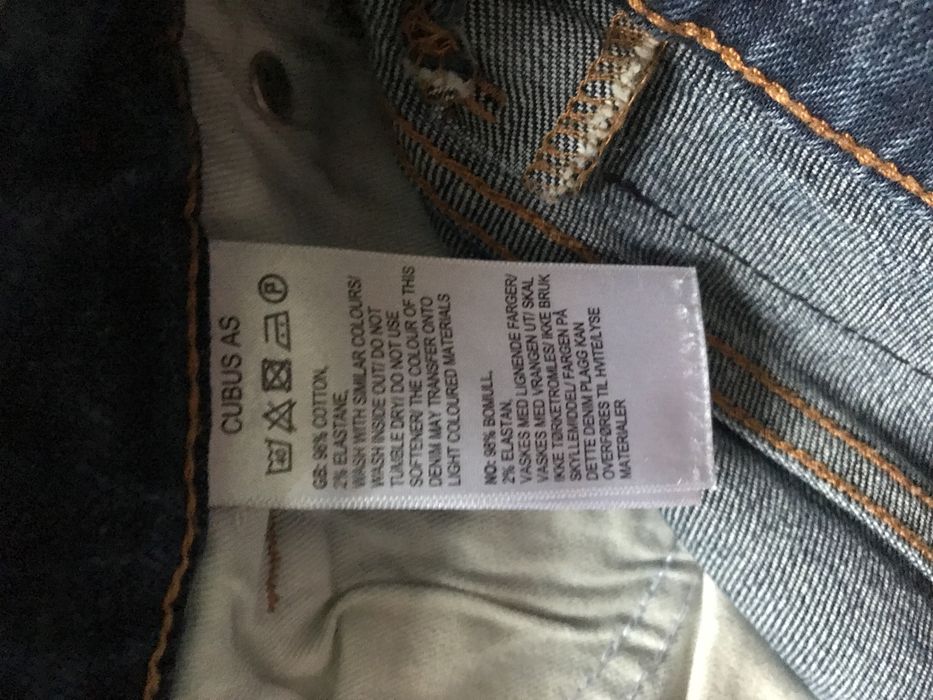 CUBUS AS
40 P
GB: 98% COTTON,
2% ELASTANE,
WASH WITH SIMILAR COLOURS/
WASH INSIDE OUT/ DO NOT
TUMBLE DRY/ DO NOT USE
SOFTENER/ THE COLOUR OF THIS
DENIM MAY TRANSFER ONTO
LIGHT COLOURED MATERIALS
NO: 98% BOMULL,
2% ELASTAN,
VASKES MED LIGNENDE FARGER/
VASKES MED VRANGEN UT/ SKAL
IKKE TØRKETROMLES/ IKKE BRUK
SKYLLEMIDDEL/ FARGEN PÅ
DETTE DENIM PLAGG KAN
OVERFØRES TIL HVITE/LYSE
MATERIALER